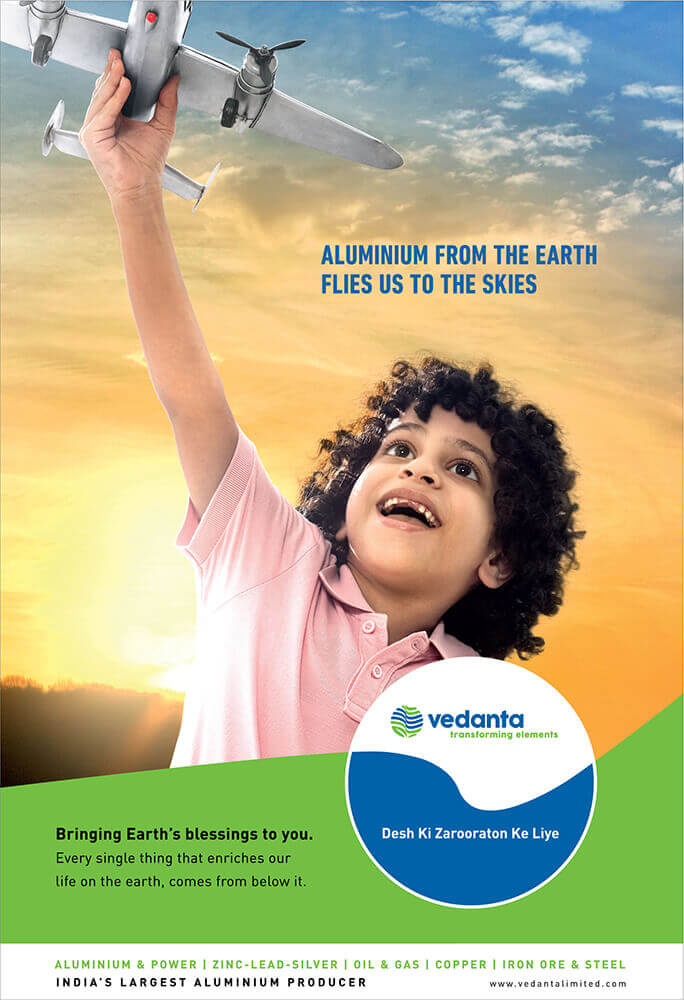 ALUMINIUM FROM THE EARTH
FLIES US TO THE SKIES
vedanta
transforming elements
Desh Ki Zarooraton Ke Liye
Bringing Earth's blessings to you.
Every single thing that enriches our
life on the earth, comes from below it.
ALUMINIUM & POWER | ZINC-LEAD-SILVER | OIL & GAS | COPPER | IRON ORE & STEEL
INDIA'S LARGEST ALUMINIUM PRODUCER
www.vedantalimited.com